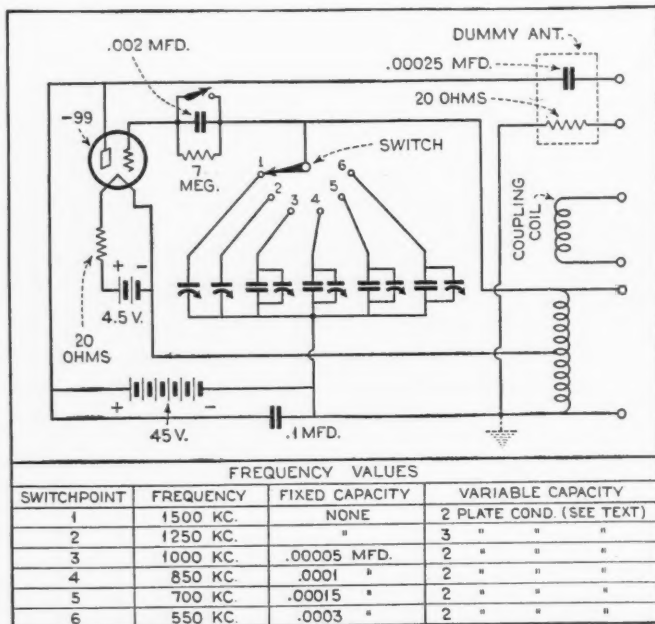 .002 MFD.
DUMMY ANT.
.00025 MFD.
-99
20 OHMS
SWITCH
7
MEG.
1
2
3
4
5
6
COUPLING
COIL
+ -
4.5 V.
20
OHMS
+ -
45 V.
.1 MFD.
FREQUENCY VALUES
SWITCHPOINT FREQUENCY FIXED CAPACITY VARIABLE CAPACITY
1 1500 KC. NONE 2 PLATE COND. (SEE TEXT)
2 1250 KC. " 3 " " "
3 1000 KC. .00005 MFD. 2 " " "
4 850 KC. .0001 " 2 " " "
5 700 KC. .00015 " 2 " " "
6 550 KC. .0003 " 2 " " "